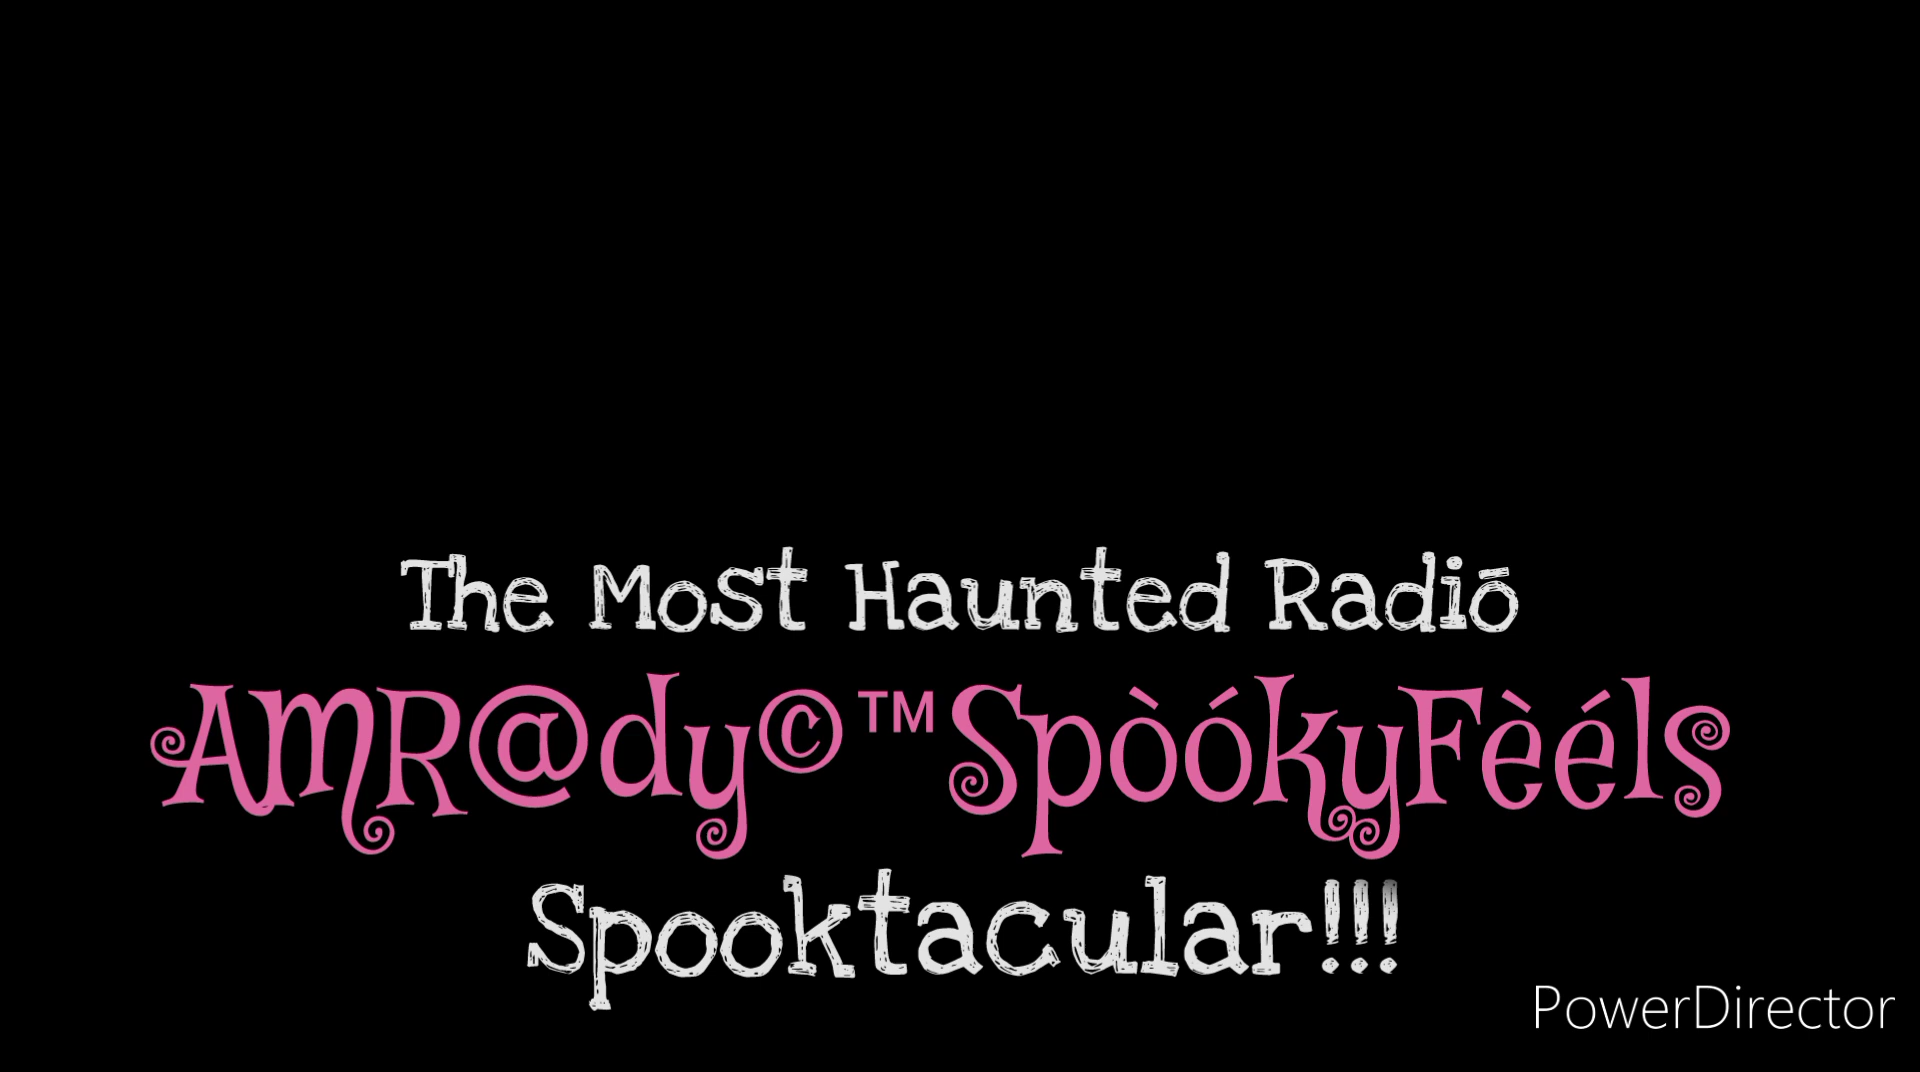 The Most Haunted Radiō
AmR@dy©™SpòókyFèéls
Spooktacular!!!
PowerDirector